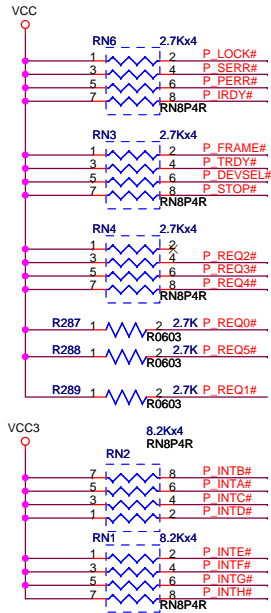 VCC
RN6 2.7Kx4
1 2 P_LOCK#
3 4 P_SERR#
5 6 P_PERR#
7 8 P_IRDY#
RN8P4R
RN3 2.7Kx4
1 2 P_FRAME#
3 4 P_TRDY#
5 6 P_DEVSEL#
7 8 P_STOP#
RN8P4R
RN4 2.7Kx4
1 2
3 4 P_REQ2#
5 6 P_REQ3#
7 8 P_REQ4#
RN8P4R
R287 1 2 2.7K P_REQ0#
R0603
R288 1 2 2.7K P_REQ5#
R0603
R289 1 2 2.7K P_REQ1#
R0603
VCC3
8.2Kx4
RN8P4R
RN2
7 8 P_INTB#
5 6 P_INTA#
3 4 P_INTC#
1 2 P_INTD#
RN1 8.2Kx4
1 2 P_INTE#
3 4 P_INTF#
5 6 P_INTG#
7 8 P_INTH#
RN8P4R